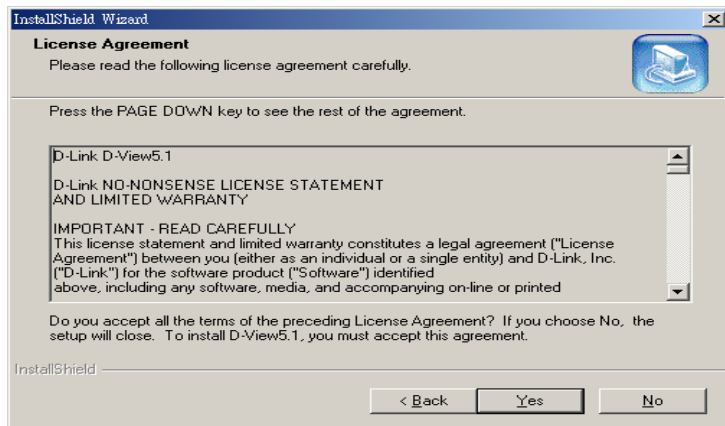 InstallShield Wizard
License Agreement
Please read the following license agreement carefully.
Press the PAGE DOWN key to see the rest of the agreement.
D-Link D-View5.1
D-Link NO-NONSENSE LICENSE STATEMENT
AND LIMITED WARRANTY
IMPORTANT - READ CAREFULLY
This license statement and limited warranty constitutes a legal agreement ("License
Agreement") between you (either as an individual or a single entity) and D-Link, Inc.
("D-Link") for the software product ("Software") identified
above, including any software, media, and accompanying on-line or printed
Do you accept all the terms of the preceding License Agreement? If you choose No, the
setup will close. To install D-View5.1, you must accept this agreement.
InstallShield
< Back
Yes
No